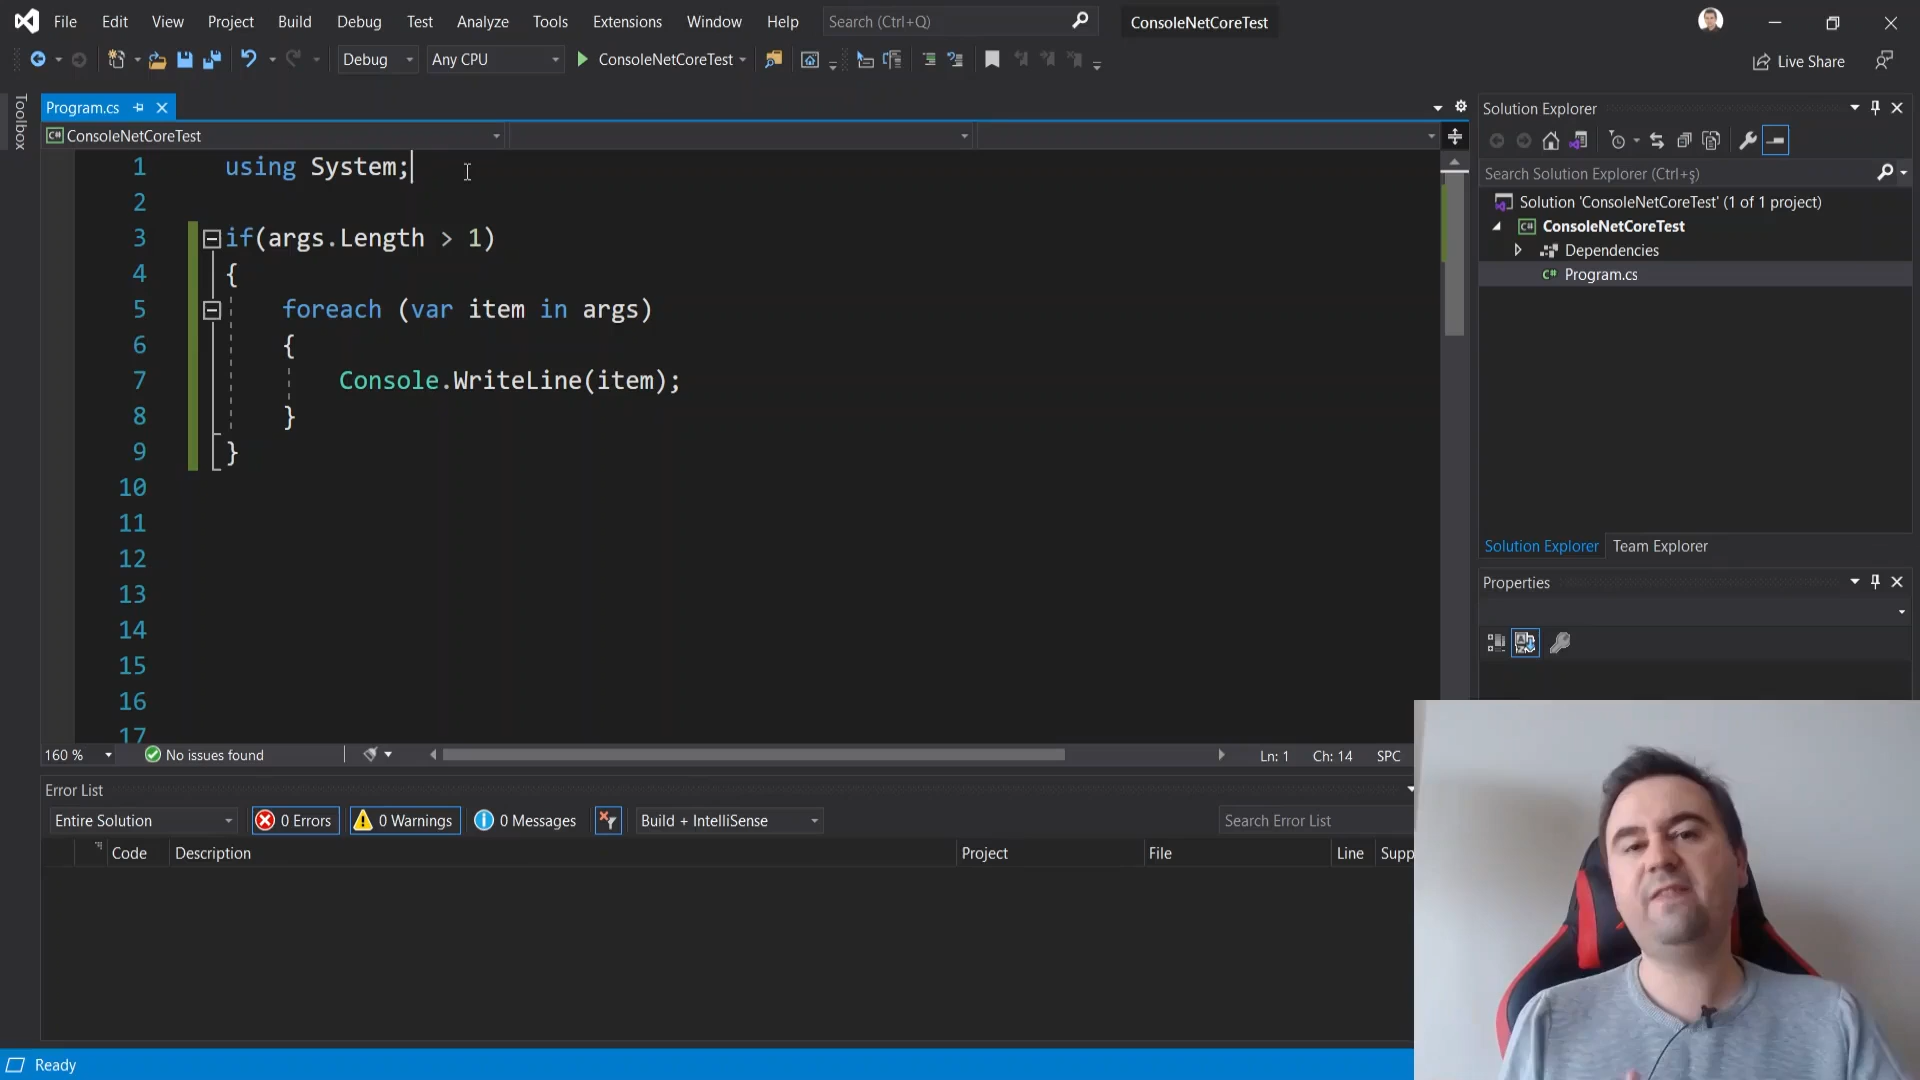 File Edit View Project Build Debug Test Analyze Tools Extensions Window Help Search (Ctrl+Q) ConsoleNetCoreTest
Debug Any CPU ConsoleNetCoreTest Live Share
Toolbox
Program.cs
ConsoleNetCoreTest
1 using System;
2
3 if(args.Length > 1)
4 {
5 foreach (var item in args)
6 {
7 Console.WriteLine(item);
8 }
9 }
10
11
12
13
14
15
16
17
160 % No issues found Ln: 1 Ch: 14 SPC
Error List
Entire Solution 0 Errors 0 Warnings 0 Messages Build + IntelliSense Search Error List
Code Description Project File Line Supp
Ready
Solution Explorer
Search Solution Explorer (Ctrl+ş)
Solution 'ConsoleNetCoreTest' (1 of 1 project)
ConsoleNetCoreTest
Dependencies
C# Program.cs
Solution Explorer Team Explorer
Properties